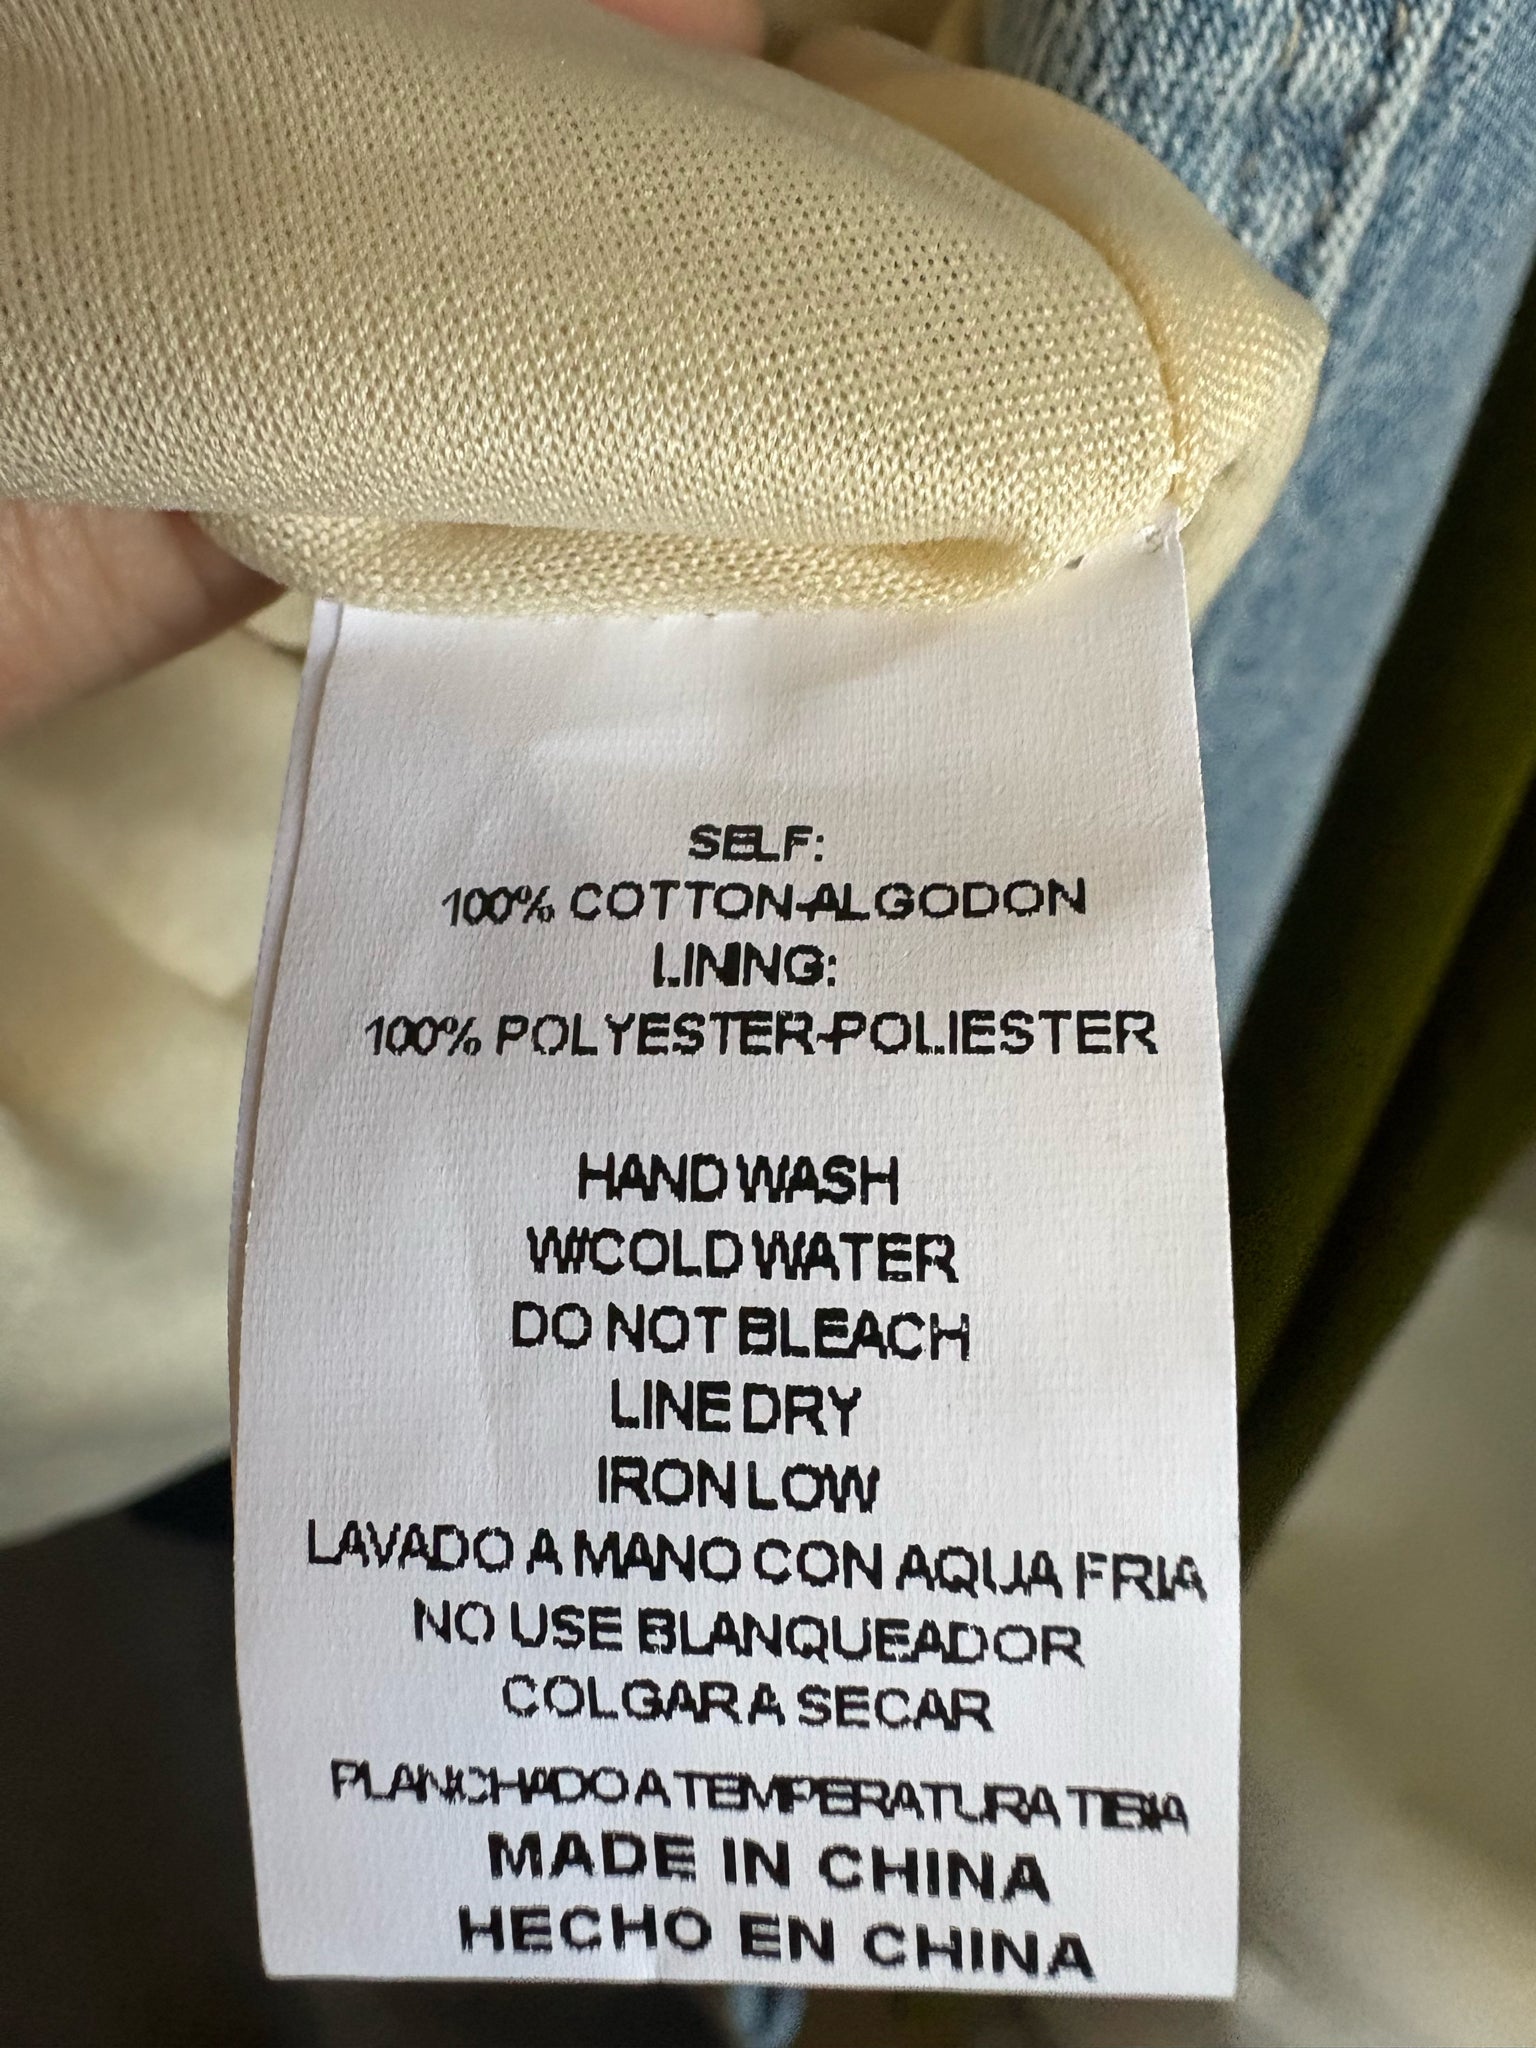 SELF:
100% COTTON-ALGODON
LINING:
100% POLYESTER-POLIESTER
HAND WASH
W/COLD WATER
DO NOT BLEACH
LINE DRY
IRON LOW
LAVADO A MANO CON AQUA FRIA
NO USE BLANQUEADOR
COLGAR A SECAR
PLANCHADO A TEMPERATURA TIBIA
MADE IN CHINA
HECHO EN CHINA